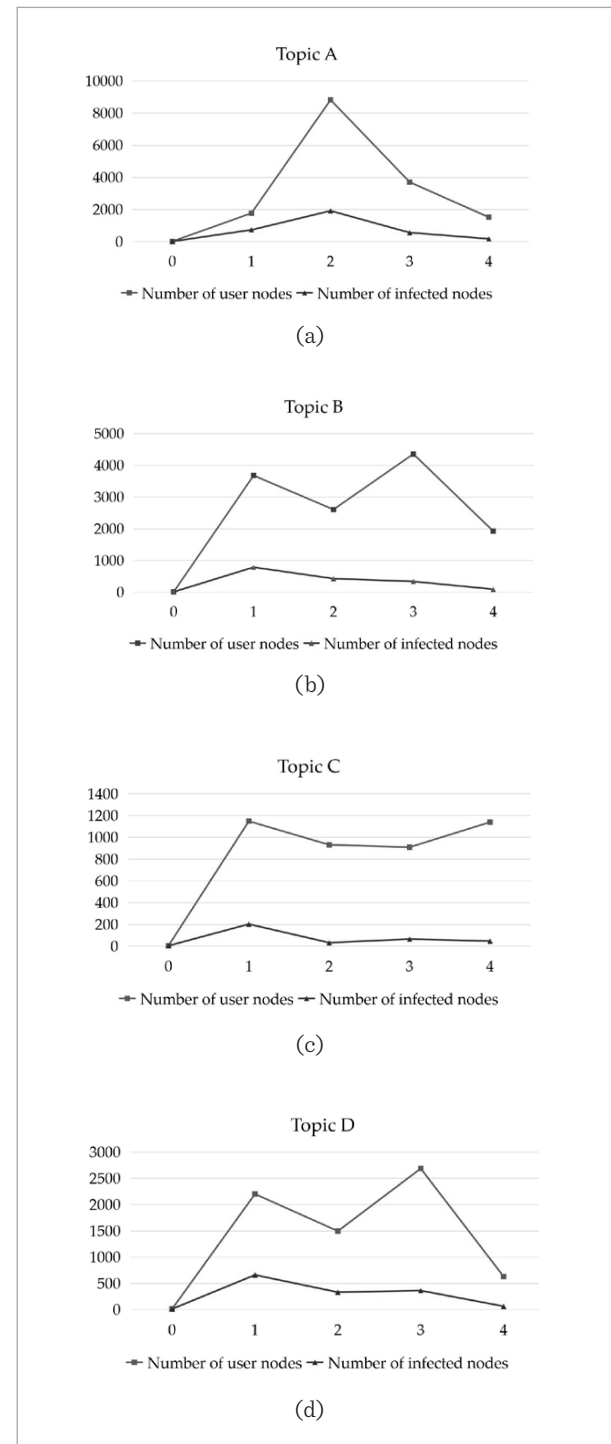 Topic A
10000
8000
6000
4000
2000
0
0 1 2 3 4
Number of user nodes Number of infected nodes
(a)
Topic B
5000
4000
3000
2000
1000
0
0 1 2 3 4
Number of user nodes Number of infected nodes
(b)
Topic C
1400
1200
1000
800
600
400
200
0
0 1 2 3 4
Number of user nodes Number of infected nodes
(c)
Topic D
3000
2500
2000
1500
1000
500
0
0 1 2 3 4
Number of user nodes Number of infected nodes
(d)